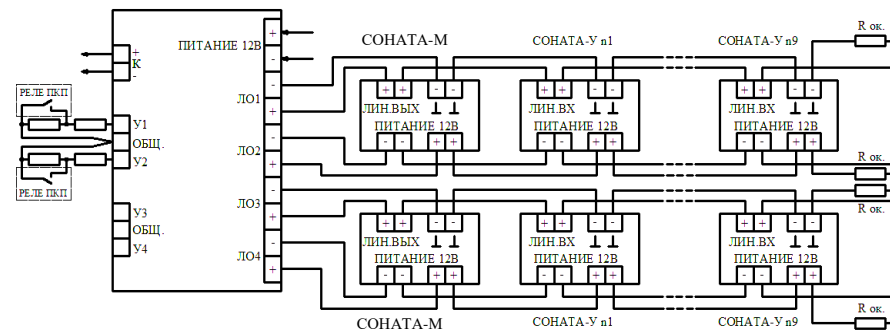 R ок.
СОНАТА-М СОНАТА-У n1 СОНАТА-У n9
+
ПИТАНИЕ 12В
-
+
К
-
РЕЛЕ ПКП
- + + - - + + - - + + - -
ЛО1
+ ЛИН.ВЫХ ЛИН.ВХ ЛИН.ВХ
У1
ПИТАНИЕ 12В ПИТАНИЕ 12В ПИТАНИЕ 12В
- - - + + - - + + - - + +
ОБЩ.
ЛО2
У2
+ R ок.
РЕЛЕ ПКП
-
ЛО3
У3
+ + + - - + + - - + + - - R ок.
ОБЩ.
ЛИН.ВЫХ ЛИН.ВХ ЛИН.ВХ
У4
-
ЛО4
ПИТАНИЕ 12В ПИТАНИЕ 12В ПИТАНИЕ 12В
+ - - + + - - + + - - + +
R ок.
СОНАТА-М СОНАТА-У n1 СОНАТА-У n9